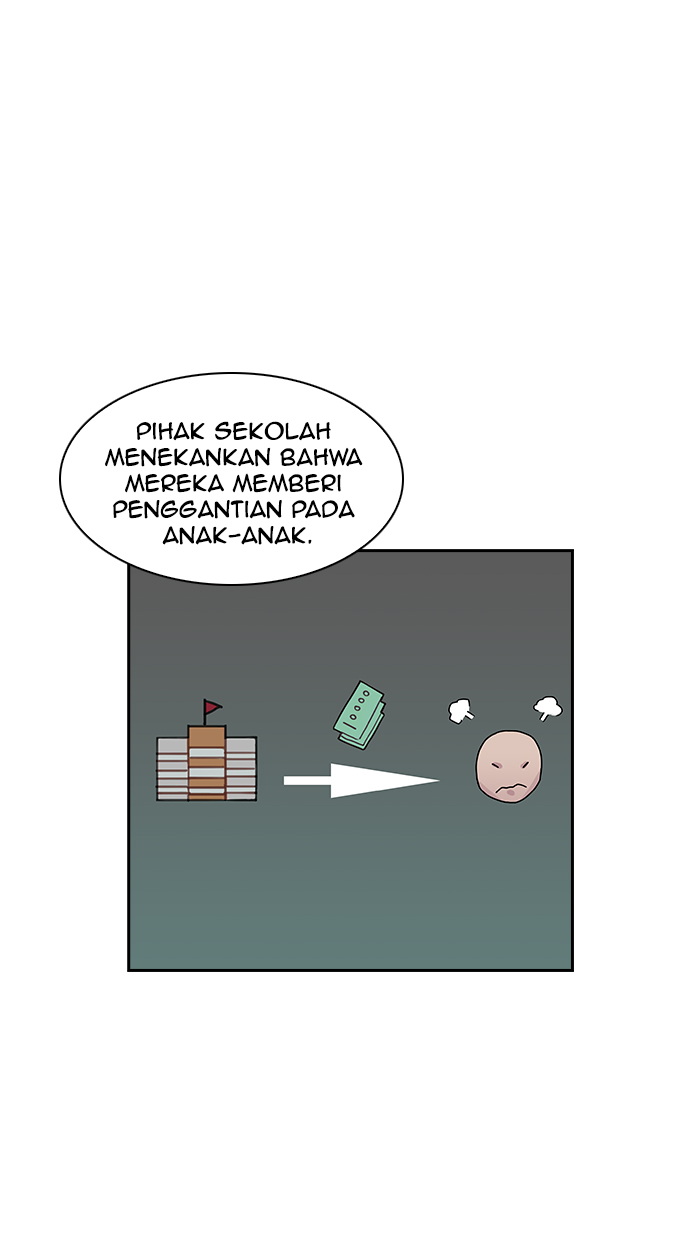 PIHAK SEKOLAH
MENEKANKAN BAHWA
MEREKA MEMBERI
PENGGANTIAN PADA
ANAK-ANAK.